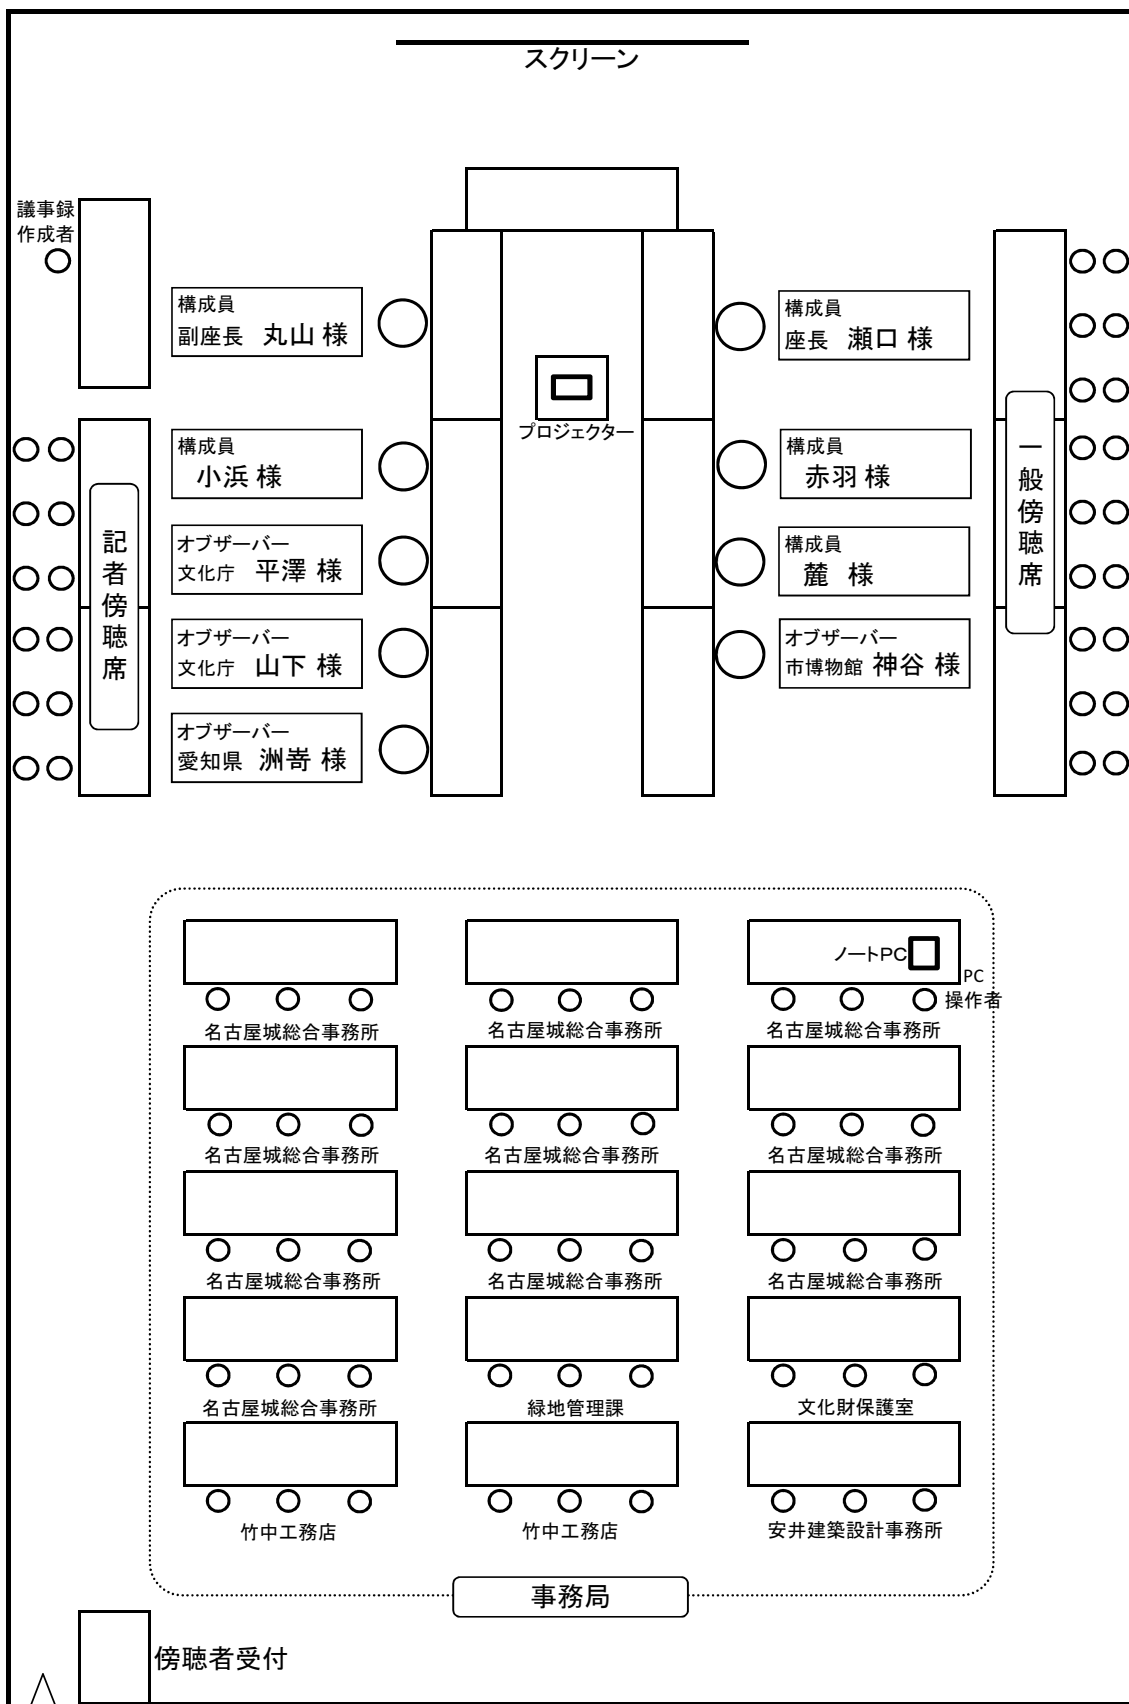 スクリーン
議事録
作成者
構成員
副座長 丸山 様
構成員
座長 瀬口 様
プロジェクター
構成員
小浜 様
構成員
赤羽 様
一般傍聴席
記者傍聴席
オブザーバー
文化庁 平澤 様
構成員
麓 様
オブザーバー
文化庁 山下 様
オブザーバー
市博物館 神谷 様
オブザーバー
愛知県 洲嵜 様
ノートPC
PC
操作者
名古屋城総合事務所
名古屋城総合事務所
名古屋城総合事務所
名古屋城総合事務所
名古屋城総合事務所
名古屋城総合事務所
名古屋城総合事務所
名古屋城総合事務所
名古屋城総合事務所
名古屋城総合事務所
緑地管理課
文化財保護室
竹中工務店
竹中工務店
安井建築設計事務所
事務局
傍聴者受付